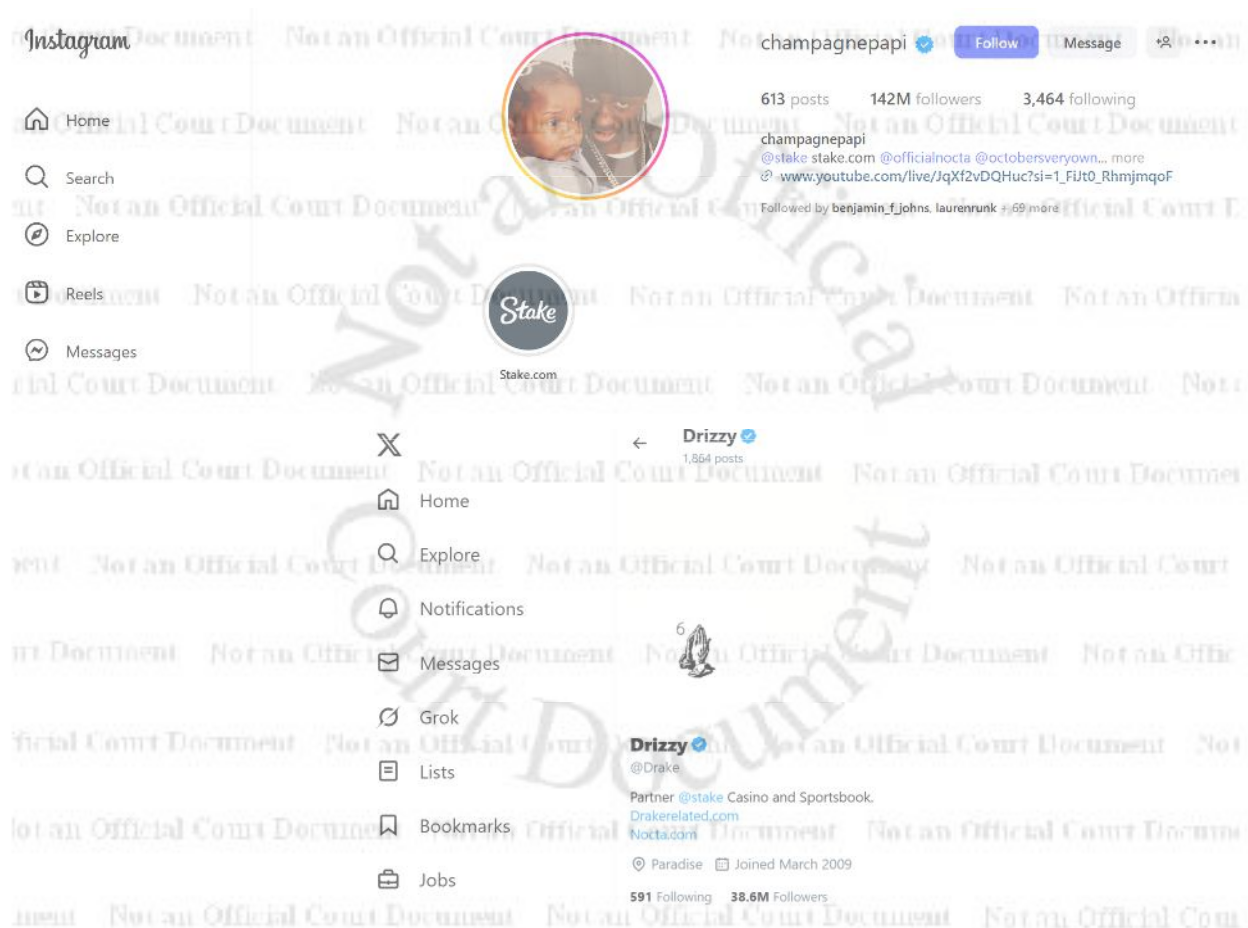 Instagram
champagnepapi Follow Message
Home
613 posts 142M followers 3,464 following
champagnepapi
@stake stake.com @officialnocta @octobersveryown... more
www.youtube.com/live/JqXf2vDQHuc?si=1_FiJt0_RhmjmqoF
Search
Followed by benjamin_f_johns, laurenrunk + 69 more
Explore
Reels
Stake
Messages
Stake.com
Drizzy
1,864 posts
Home
Explore
Notifications
6
Messages
Grok
Drizzy
@Drake
Lists
Partner @stake Casino and Sportsbook.
Drakerelated.com
Nocta.com
Bookmarks
Paradise Joined March 2009
Jobs
591 Following 38.6M Followers
Not an Official Court Document